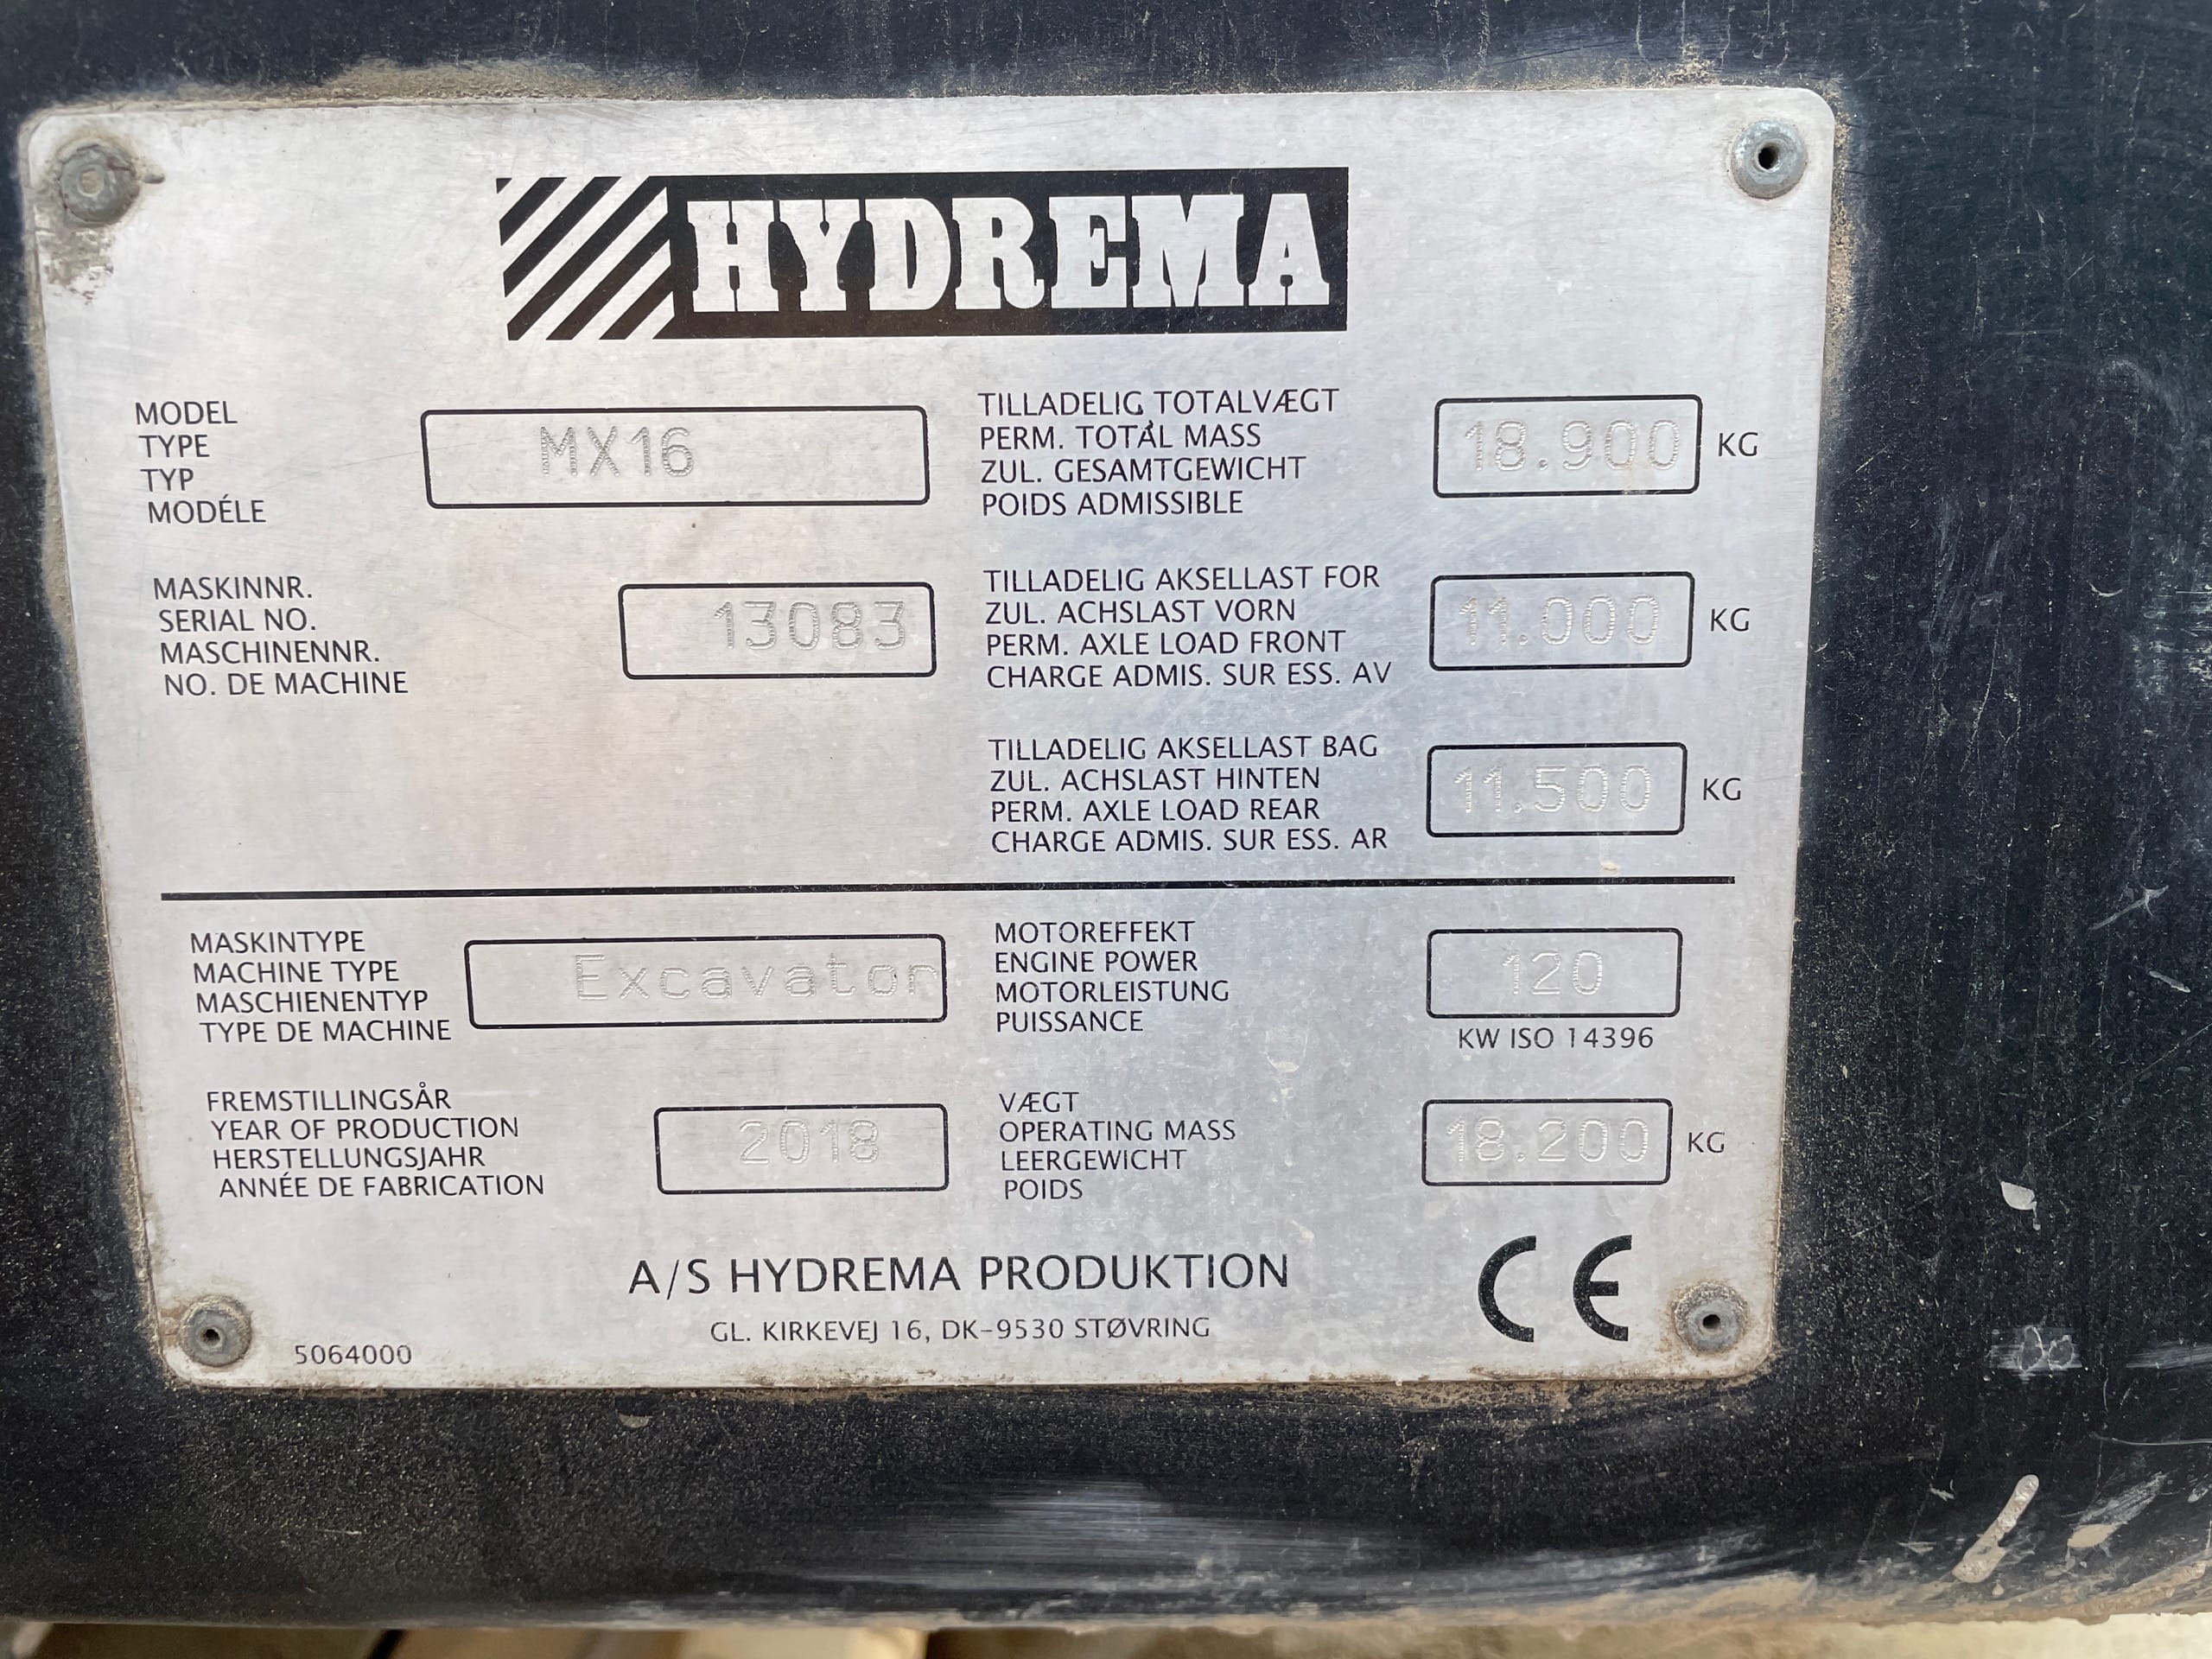 HYDREMA
MODEL
TYPE
TYP
MODÉLE
MX16
TILLADELIG TOTALVÆGT
PERM. TOTAL MASS
ZUL. GESAMTGEWICHT
POIDS ADMISSIBLE
18.900 KG
MASKINNR.
SERIAL NO.
MASCHINENNR.
NO. DE MACHINE
13083
TILLADELIG AKSELLAST FOR
ZUL. ACHSLAST VORN
PERM. AXLE LOAD FRONT
CHARGE ADMIS. SUR ESS. AV
11.000 KG
TILLADELIG AKSELLAST BAG
ZUL. ACHSLAST HINTEN
PERM. AXLE LOAD REAR
CHARGE ADMIS. SUR ESS. AR
11.500 KG
MASKINTYPE
MACHINE TYPE
MASCHIENENTYP
TYPE DE MACHINE
Excavator
MOTOREFFEKT
ENGINE POWER
MOTORLEISTUNG
PUISSANCE
120
KW ISO 14396
FREMSTILLINGSÅR
YEAR OF PRODUCTION
HERSTELLUNGSJAHR
ANNÉE DE FABRICATION
2018
VÆGT
OPERATING MASS
LEERGEWICHT
POIDS
18.200 KG
A/S HYDREMA PRODUKTION
GL. KIRKEVEJ 16, DK-9530 STØVRING
CE
5064000